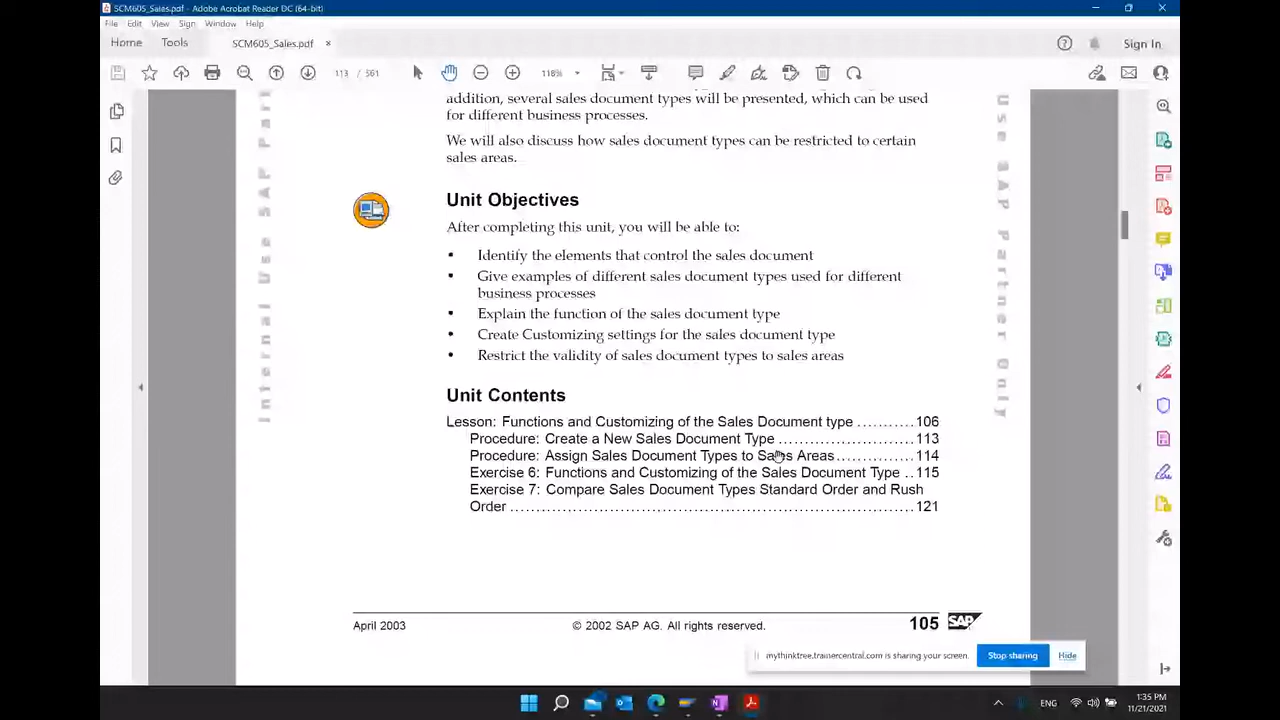 SCM605_Sales.pdf - Adobe Acrobat Reader DC (64-bit)
File Edit View Sign Window Help
Home Tools SCM605_Sales.pdf × Sign In
113 / 361 118%
addition, several sales document types will be presented, which can be used
for different business processes.
We will also discuss how sales document types can be restricted to certain
sales areas.
Unit Objectives
After completing this unit, you will be able to:
• Identify the elements that control the sales document
• Give examples of different sales document types used for different
business processes
• Explain the function of the sales document type
• Create Customizing settings for the sales document type
• Restrict the validity of sales document types to sales areas
Unit Contents
Lesson: Functions and Customizing of the Sales Document type ...........106
Procedure: Create a New Sales Document Type...........................113
Procedure: Assign Sales Document Types to Sales Areas...............114
Exercise 6: Functions and Customizing of the Sales Document Type ..115
Exercise 7: Compare Sales Document Types Standard Order and Rush
Order ................................................................................121
April 2003 © 2002 SAP AG. All rights reserved. 105 SAP
Internal Use SAP Par
Use SAP Partner Only
mythinktree.trainercentral.com is sharing your screen. Stop sharing Hide
ENG 1:35 PM
11/21/2021